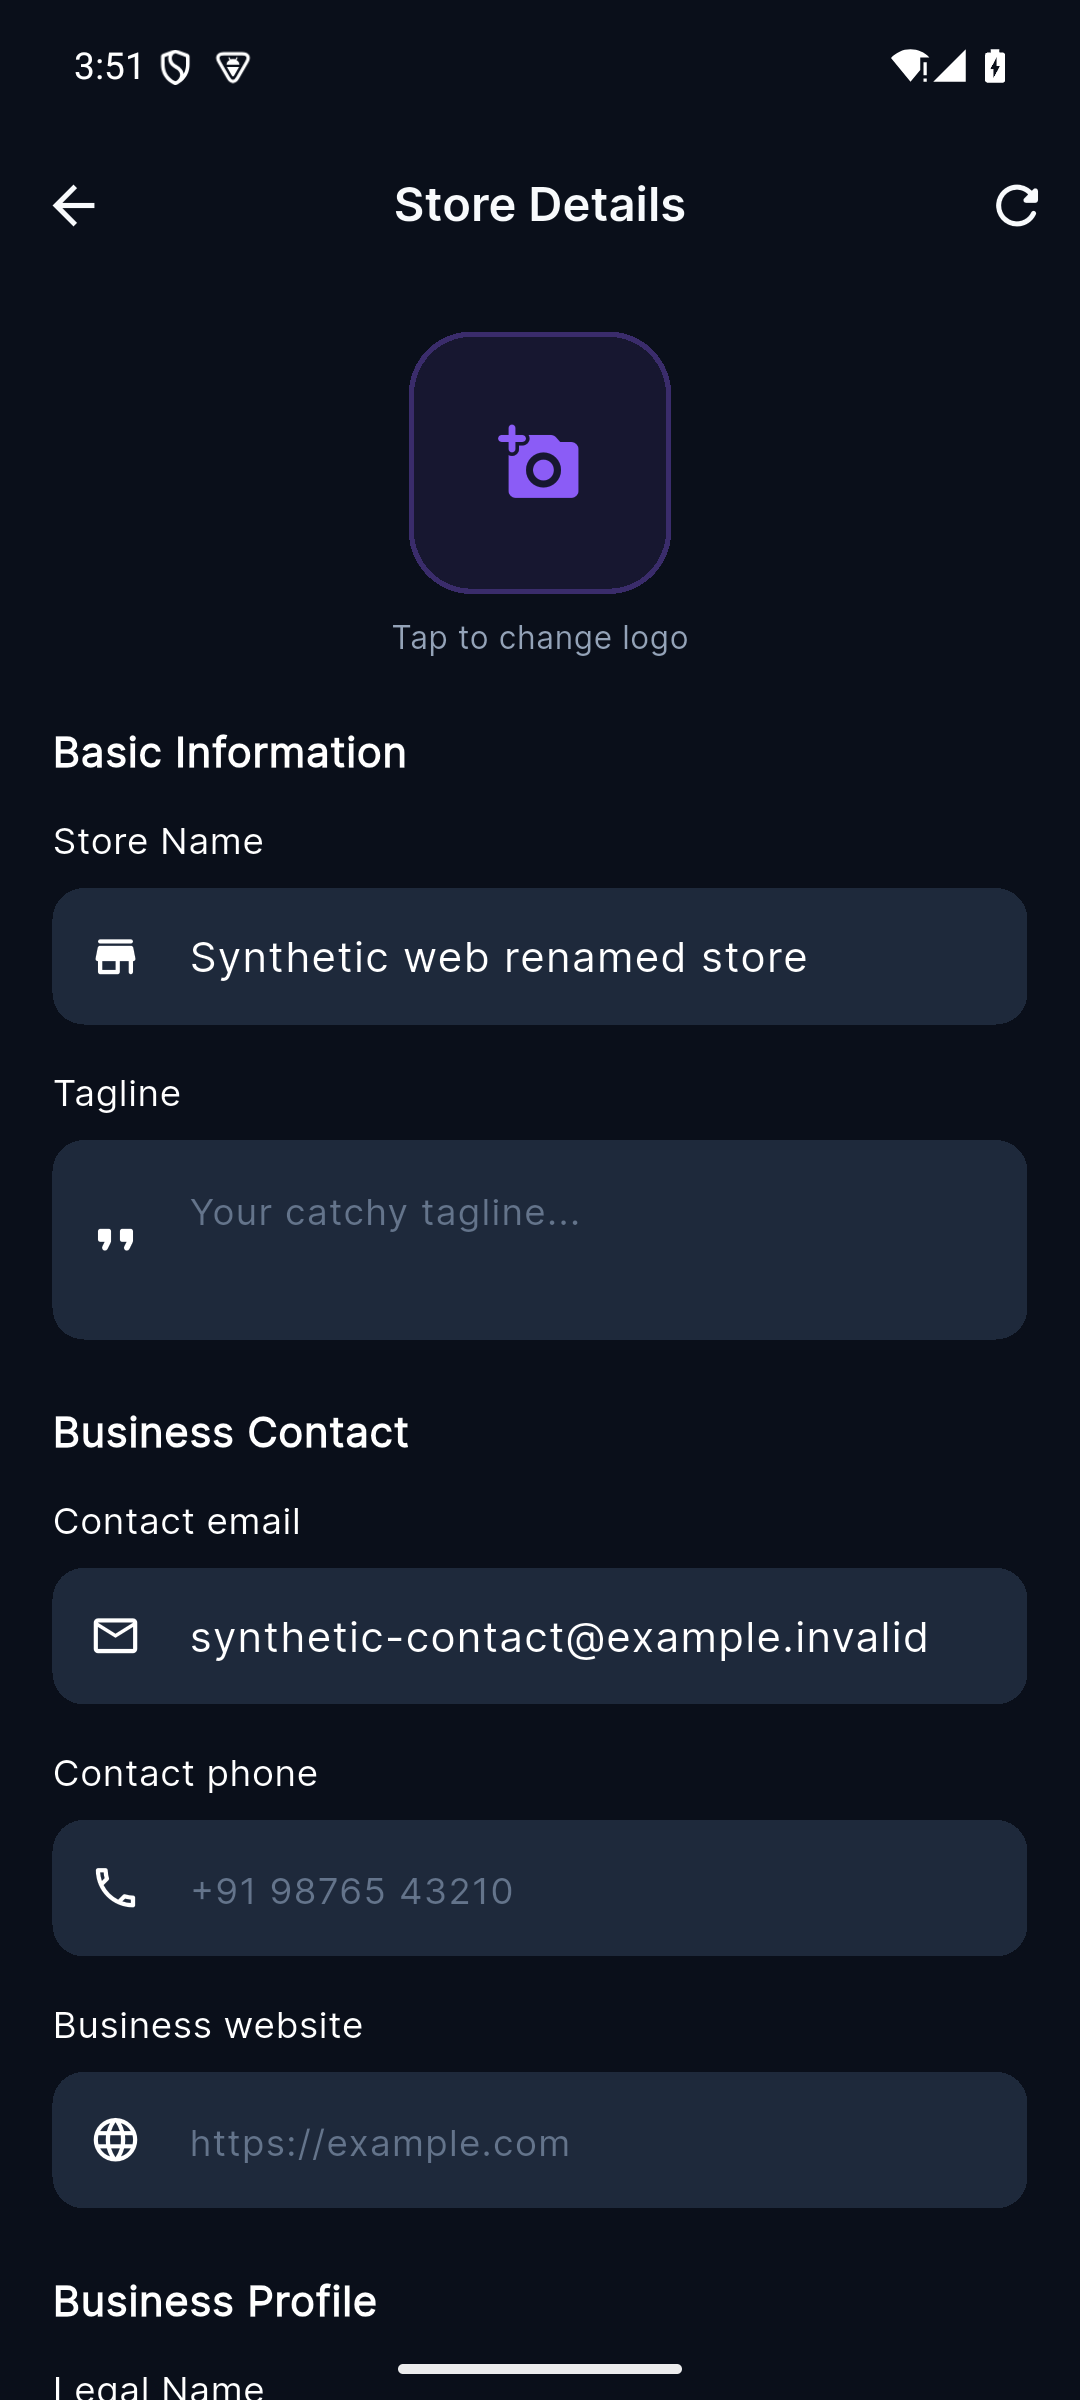 3:51
Store Details
Tap to change logo
Basic Information
Store Name
Synthetic web renamed store
Tagline
Your catchy tagline...
Business Contact
Contact email
synthetic-contact@example.invalid
Contact phone
+91 98765 43210
Business website
https://example.com
Business Profile
Legal Name